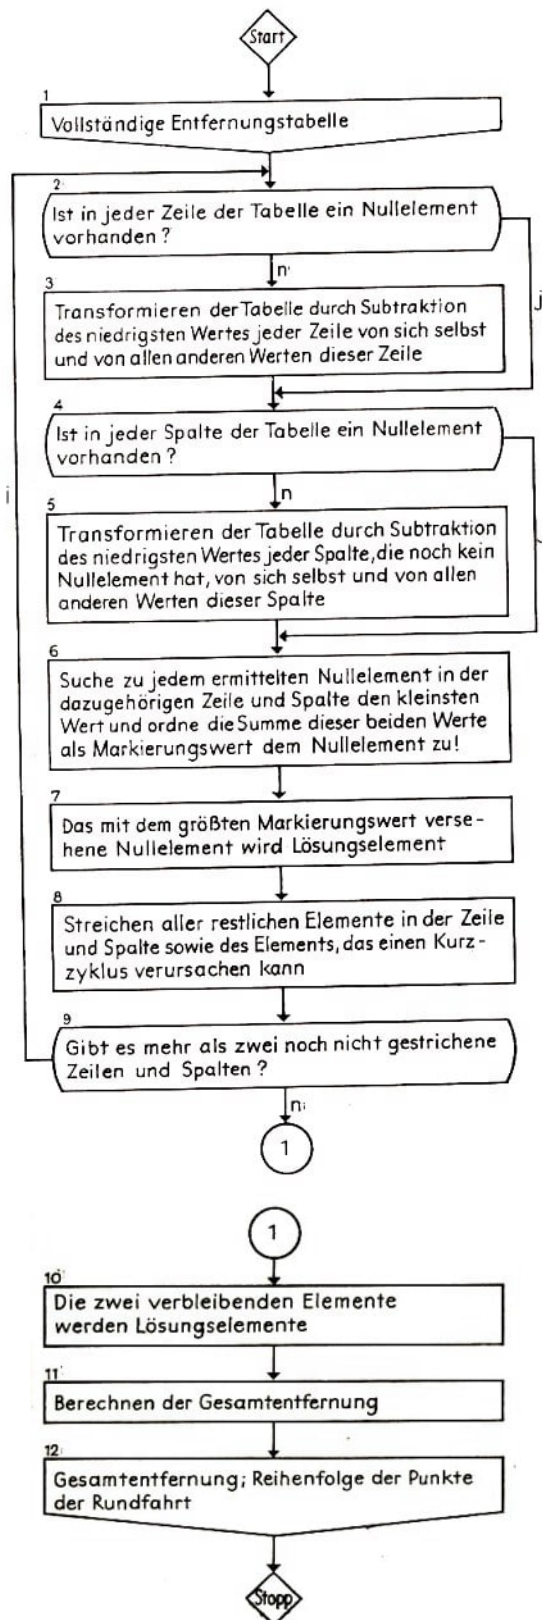 Start
1
Vollständige Entfernungstabelle
2
Ist in jeder Zeile der Tabelle ein Nullelement
vorhanden?
n
j
3
Transformieren der Tabelle durch Subtraktion
des niedrigsten Wertes jeder Zeile von sich selbst
und von allen anderen Werten dieser Zeile
4
Ist in jeder Spalte der Tabelle ein Nullelement
vorhanden?
n
j
5
Transformieren der Tabelle durch Subtraktion
des niedrigsten Wertes jeder Spalte, die noch kein
Nullelement hat, von sich selbst und von allen
anderen Werten dieser Spalte
6
Suche zu jedem ermittelten Nullelement in der
dazugehörigen Zeile und Spalte den kleinsten
Wert und ordne die Summe dieser beiden Werte
als Markierungswert dem Nullelement zu!
7
Das mit dem größten Markierungswert verse-
hene Nullelement wird Lösungselement
8
Streichen aller restlichen Elemente in der Zeile
und Spalte sowie des Elements, das einen Kurz-
zyklus verursachen kann
9
Gibt es mehr als zwei noch nicht gestrichene
Zeilen und Spalten?
n
1
1
10
Die zwei verbleibenden Elemente
werden Lösungselemente
11
Berechnen der Gesamtentfernung
12
Gesamtentfernung; Reihenfolge der Punkte
der Rundfahrt
Stopp